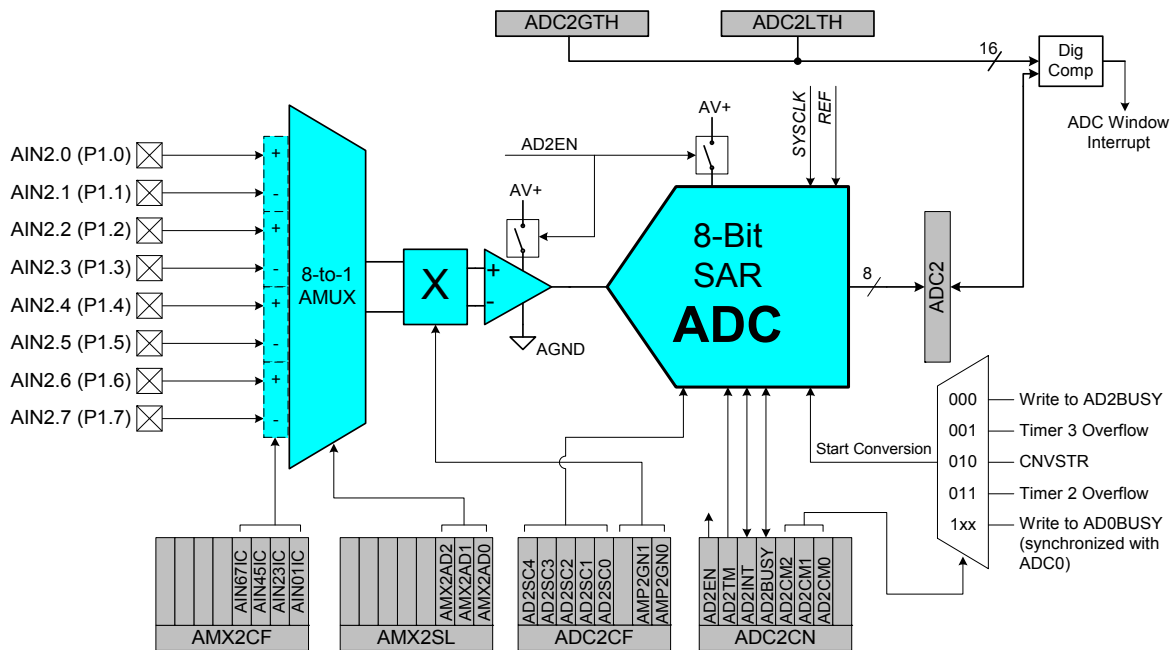 ADC2GTH
ADC2LTH
16
Dig
Comp
ADC Window
Interrupt
SYSCLK
REF
AV+
AD2EN
AV+
AIN2.0 (P1.0)
AIN2.1 (P1.1)
AIN2.2 (P1.2)
AIN2.3 (P1.3)
AIN2.4 (P1.4)
AIN2.5 (P1.5)
AIN2.6 (P1.6)
AIN2.7 (P1.7)
+
-
+
-
+
-
+
-
8-to-1
AMUX
X
+
-
AGND
8-Bit
SAR
ADC
8
ADC2
Start Conversion
000
Write to AD2BUSY
001
Timer 3 Overflow
010
CNVSTR
011
Timer 2 Overflow
1xx
Write to AD0BUSY
(synchronized with
ADC0)
AIN67IC
AIN45IC
AIN23IC
AIN01IC
AMX2CF
AMX2AD2
AMX2AD1
AMX2AD0
AMX2SL
AD2SC4
AD2SC3
AD2SC2
AD2SC1
AD2SC0
AMP2GN1
AMP2GN0
ADC2CF
AD2EN
AD2TM
AD2INT
AD2BUSY
AD2CM2
AD2CM1
AD2CM0
ADC2CN